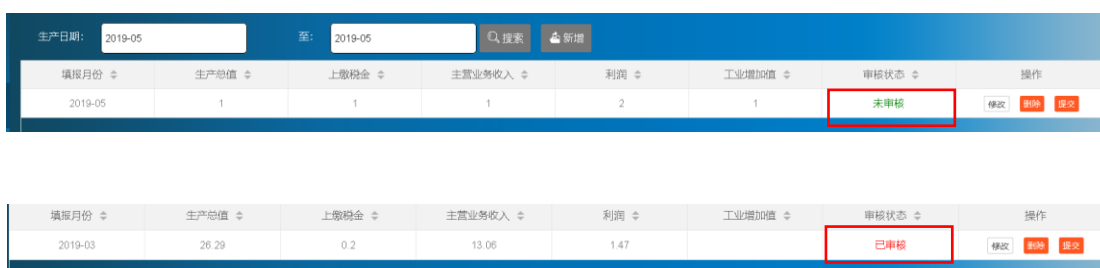 生产日期: 2019-05 至: 2019-05 搜索 新增
填报月份 生产总值 上缴税金 主营业务收入 利润 工业增加值 审核状态 操作
2019-05 1 1 1 2 1 未审核 修改 删除 提交
填报月份 生产总值 上缴税金 主营业务收入 利润 工业增加值 审核状态 操作
2019-03 26.29 0.2 13.06 1.47 已审核 修改 删除 提交